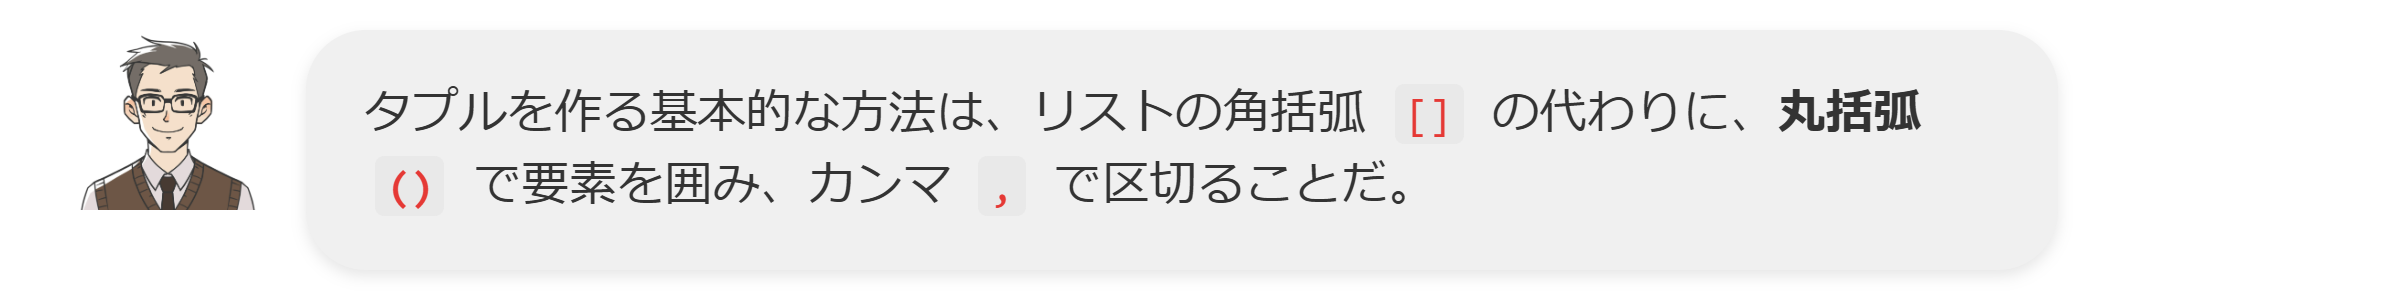 タプルを作る基本的な方法は、リストの角括弧 [] の代わりに、丸括弧
() で要素を囲み、カンマ , で区切ることだ。